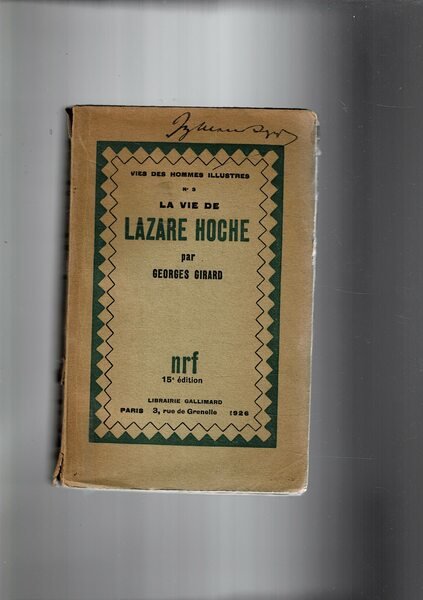 VIES DES HOMMES ILLUSTRES
N° 3
LA VIE DE
LAZARE HOCHE
par
GEORGES GIRARD
nrf
15e édition
LIBRAIRIE GALLIMARD
PARIS 3, rue de Grenelle 1926